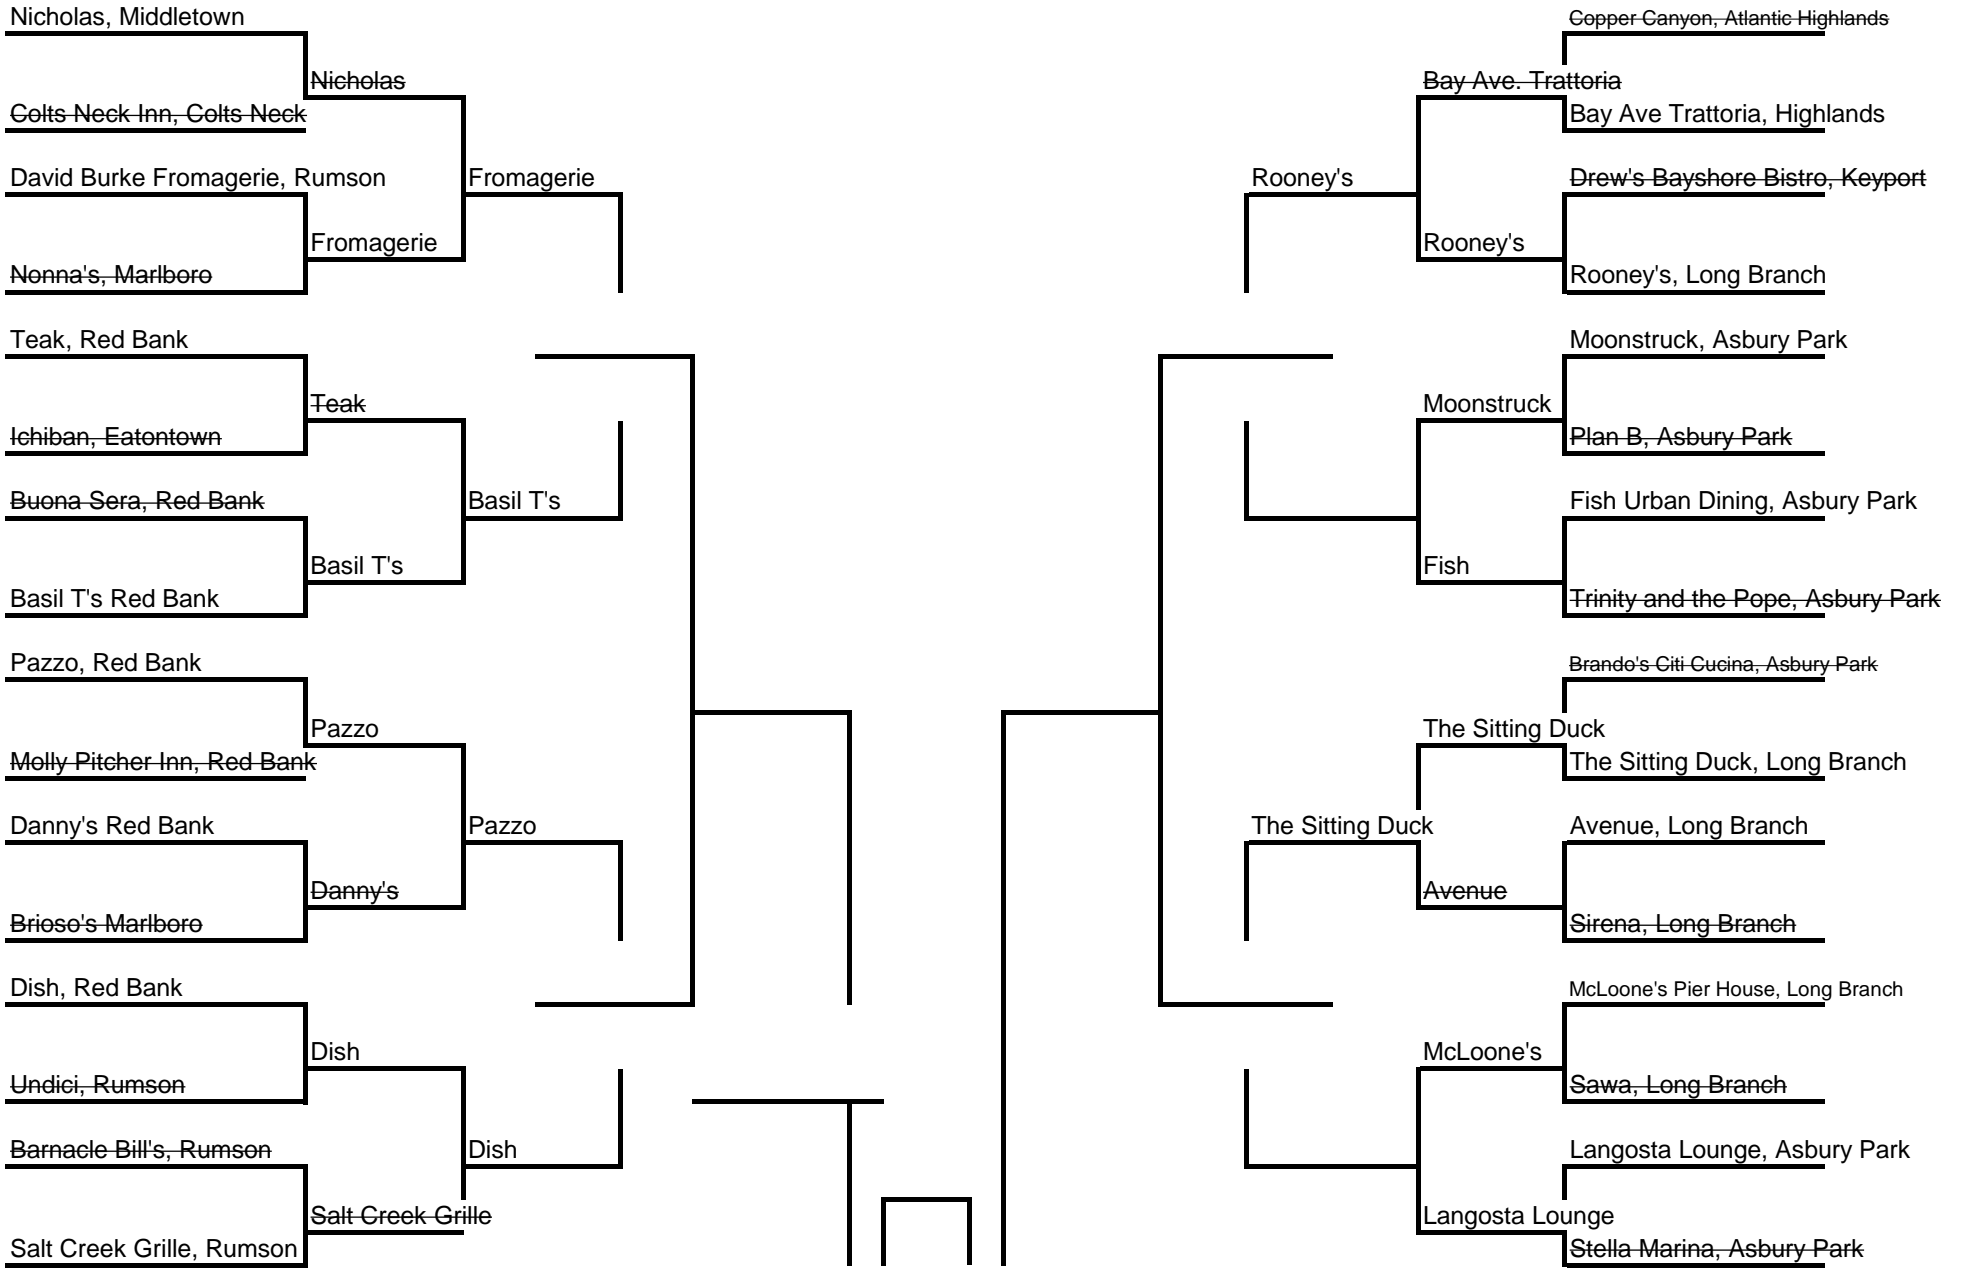 Nicholas, Middletown
Nicholas
Colts Neck Inn, Colts Neck
David Burke Fromagerie, Rumson
Fromagerie
Fromagerie
Nonna's, Marlboro
Teak, Red Bank
Teak
Ichiban, Eatontown
Buona Sera, Red Bank
Basil T's
Basil T's
Basil T's Red Bank
Pazzo, Red Bank
Pazzo
Molly Pitcher Inn, Red Bank
Danny's Red Bank
Pazzo
Danny's
Brioso's Marlboro
Dish, Red Bank
Dish
Undici, Rumson
Barnacle Bill's, Rumson
Dish
Salt Creek Grille
Salt Creek Grille, Rumson
Copper Canyon, Atlantic Highlands
Bay Ave. Trattoria
Bay Ave Trattoria, Highlands
Rooney's
Drew's Bayshore Bistro, Keyport
Rooney's
Rooney's, Long Branch
Moonstruck, Asbury Park
Moonstruck
Plan B, Asbury Park
Fish Urban Dining, Asbury Park
Fish
Trinity and the Pope, Asbury Park
Brando's Citi Cucina, Asbury Park
The Sitting Duck
The Sitting Duck, Long Branch
The Sitting Duck
Avenue, Long Branch
Avenue
Sirena, Long Branch
McLoone's Pier House, Long Branch
McLoone's
Sawa, Long Branch
Langosta Lounge, Asbury Park
Langosta Lounge
Stella Marina, Asbury Park